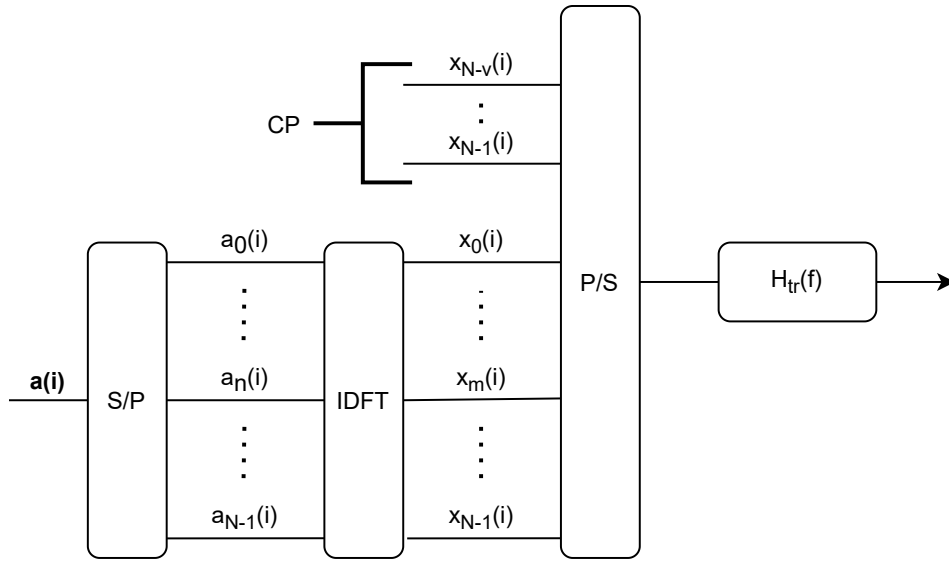 x_{N-v}(i)
CP
x_{N-1}(i)
a_0(i)
x_0(i)
P/S
H_{tr}(f)
a(i)
S/P
a_n(i)
IDFT
x_m(i)
a_{N-1}(i)
x_{N-1}(i)